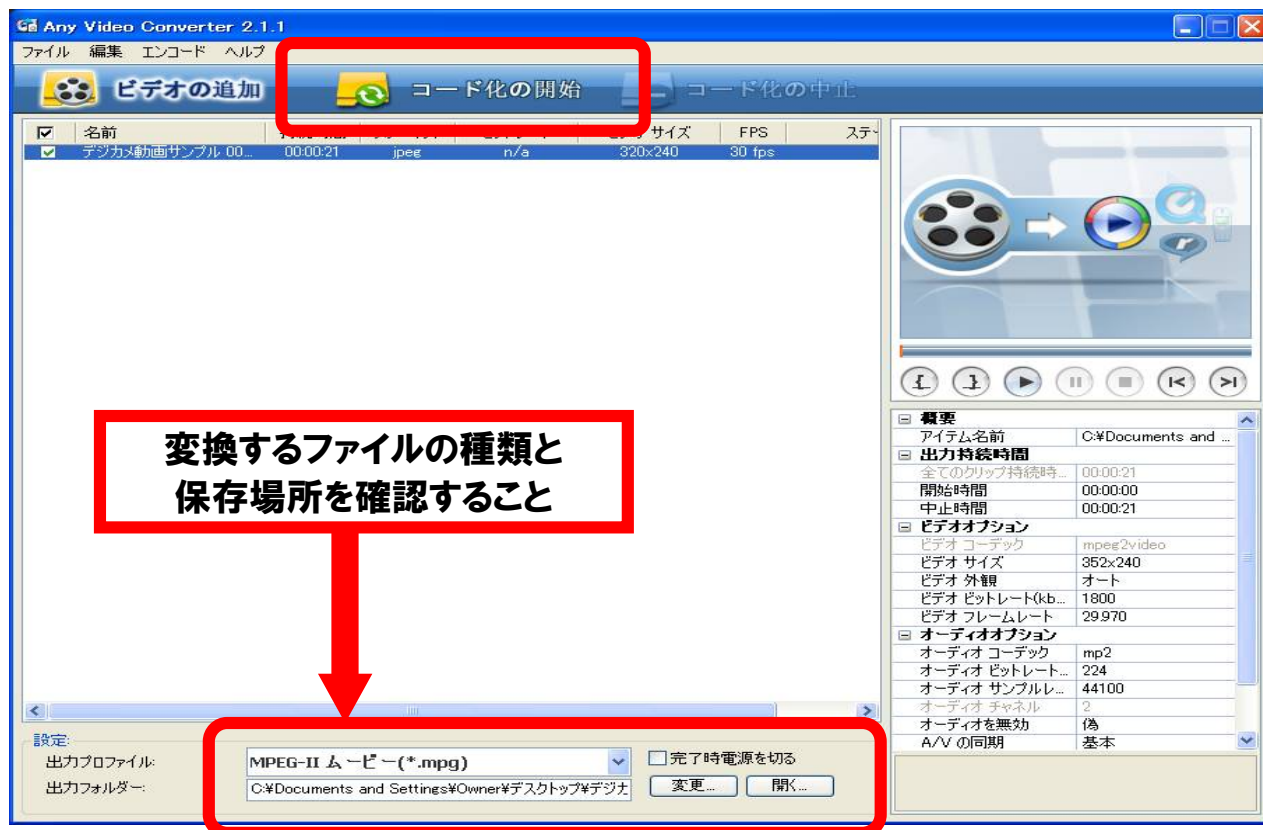 Any Video Converter 2.1.1
ファイル 編集 エンコード ヘルプ
ビデオの追加 コード化の開始 コード化の中止
名前 サイズ FPS ステ
デジカメ動画サンプル 00... 00:00:21 jpeg n/a 320x240 30 fps
変換するファイルの種類と
保存場所を確認すること
概要
アイテム名前 C:¥Documents and ...
出力持続時間
全てのクリップ持続時... 00:00:21
開始時間 00:00:00
中止時間 00:00:21
ビデオオプション
ビデオ コーデック mpeg2video
ビデオ サイズ 352x240
ビデオ 外観 オート
ビデオ ビットレート(kb... 1800
ビデオ フレームレート 29.970
オーディオオプション
オーディオ コーデック mp2
オーディオ ビットレート... 224
オーディオ サンプルレ... 44100
オーディオ チャネル 2
オーディオを無効 偽
A/V の同期 基本
設定:
出力プロファイル: MPEG-II ムービー(*.mpg) 完了時電源を切る
出力フォルダー: C:¥Documents and Settings¥Owner¥デスクトップ¥デジカ 変更... 開く...